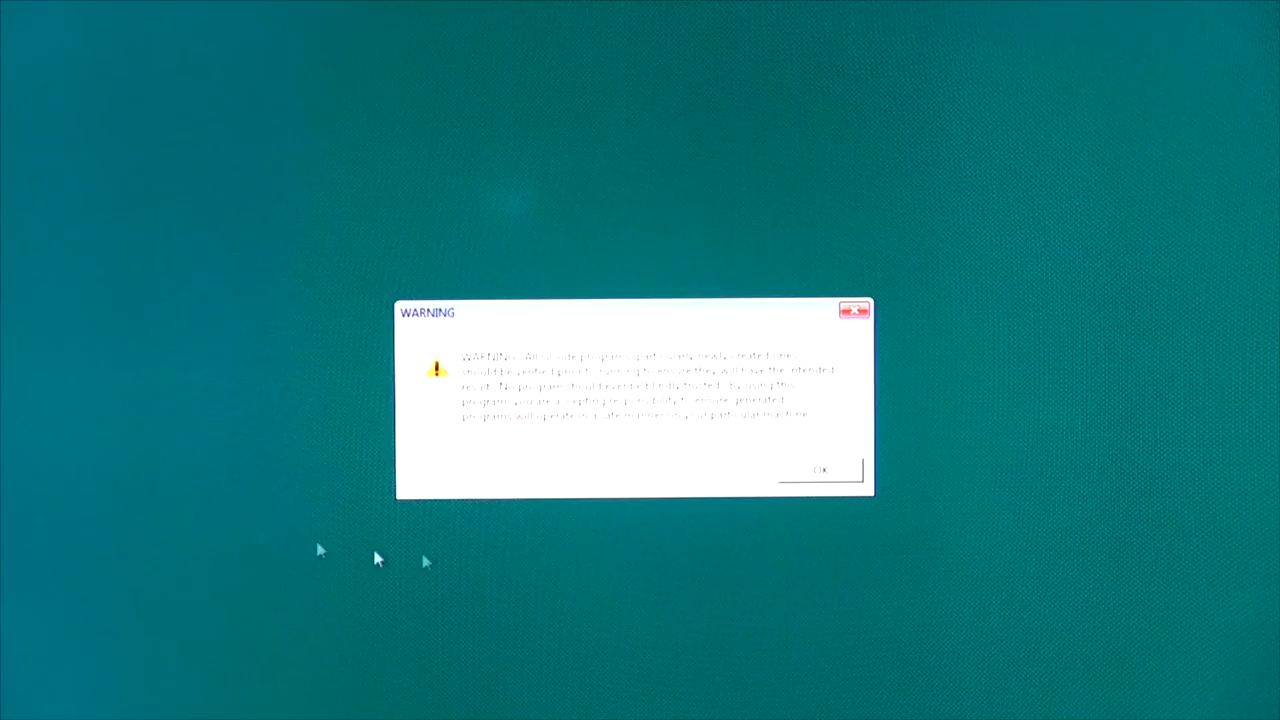 WARNING
WARNING: All G-code programs, particularly newly created ones
should be verified prior to running to ensure they will have the intended
result. No program should ever be blindly trusted. By using this
program, you are accepting responsibility to ensure generated
programs will operate in a safe manner on your particular machine.
OK